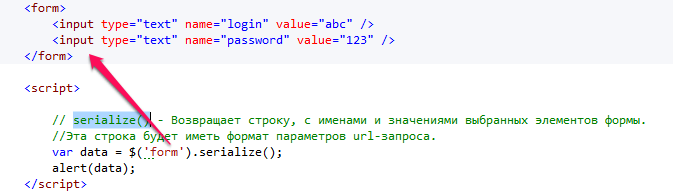 <form>
<input type="text" name="login" value="abc" />
<input type="text" name="password" value="123" />
</form>
<script>
// serialize() - Возвращает строку, с именами и значениями выбранных элементов формы.
//Эта строка будет иметь формат параметров url-запроса.
var data = $('form').serialize();
alert(data);
</script>